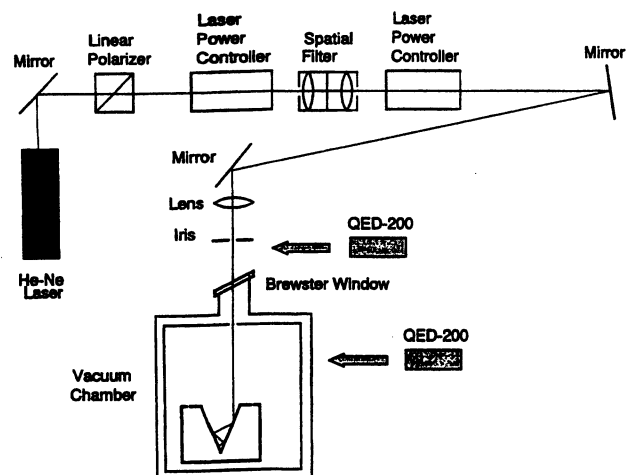 Laser
Power
Controller
Laser
Power
Controller
Linear
Polarizer
Spatial
Filter
Mirror
Mirror
Mirror
Lens
QED-200
Iris
He-Ne
Laser
Brewster Window
QED-200
Vacuum
Chamber